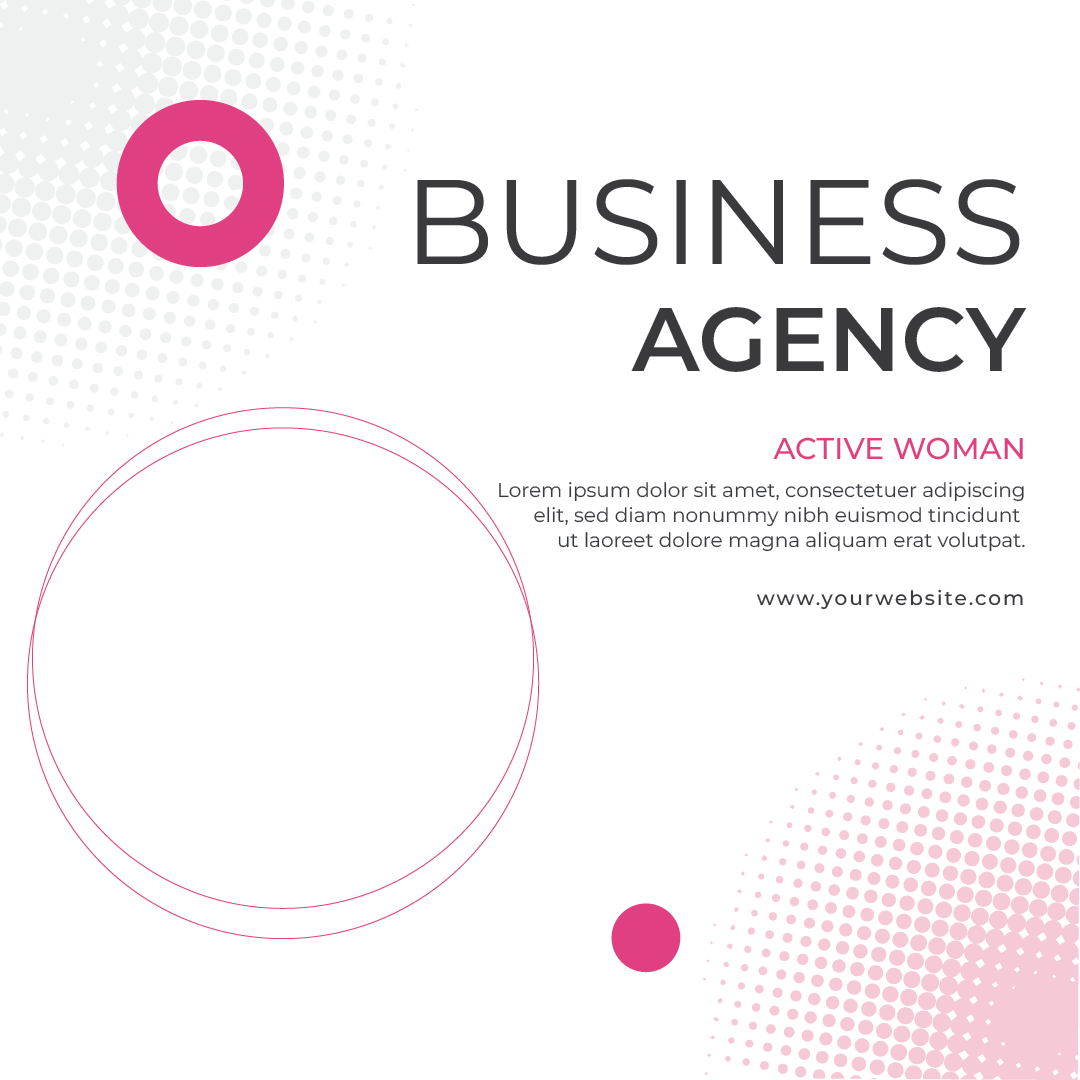 BUSINESS
AGENCY
ACTIVE WOMAN
Lorem ipsum dolor sit amet, consectetuer adipiscing
elit, sed diam nonummy nibh euismod tincidunt
ut laoreet dolore magna aliquam erat volutpat.
www.yourwebsite.com